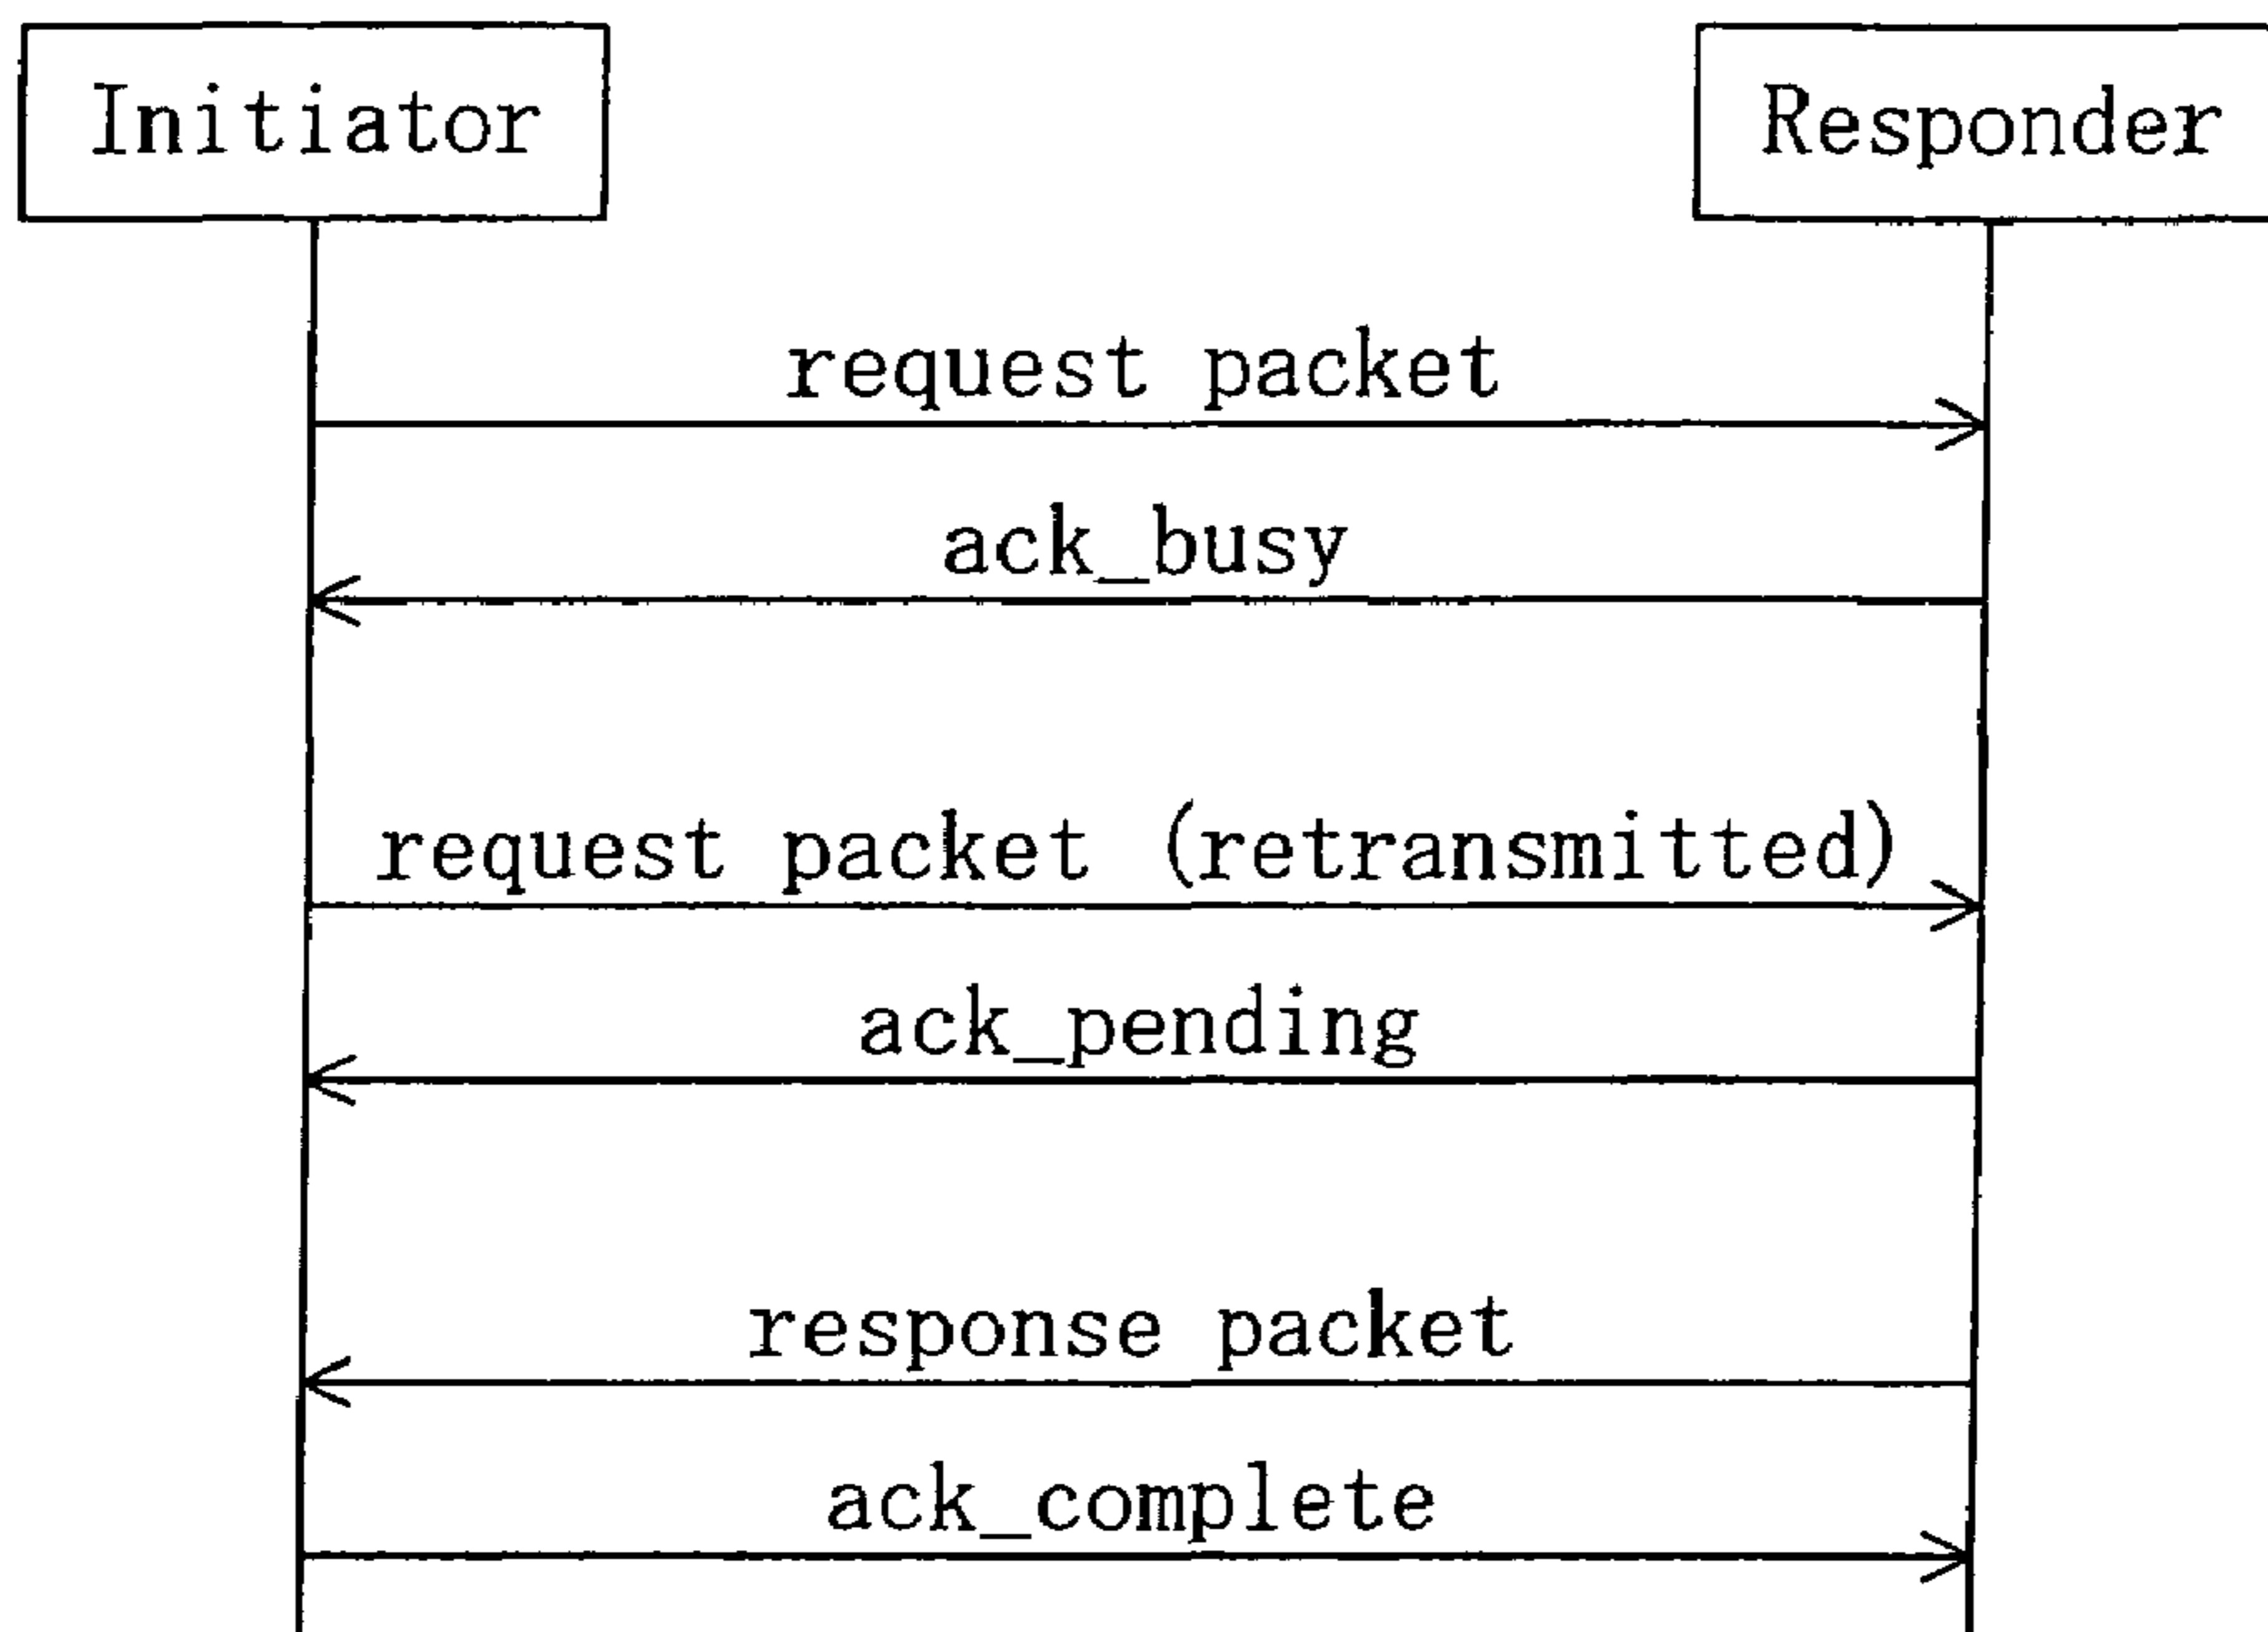 Initiator
Responder
request packet
ack_busy
request packet (retransmitted)
ack_pending
response packet
ack_complete